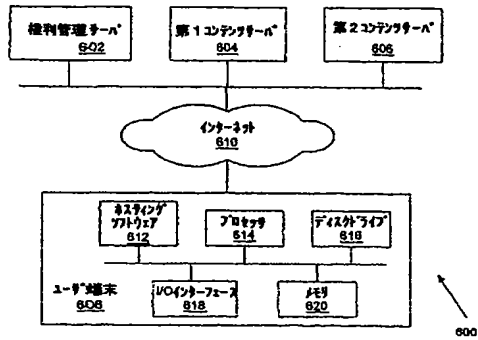 権利管理サーバ
602
第1コンテンツサーバ
604
第2コンテンツサーバ
606
インターネット
610
ホスティング
ソフトウェア
612
プロセッサ
614
ディスクドライブ
616
ユーザ端末
608
I/Oインターフェース
618
メモリ
620
600